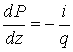 dP/dz = - i/q